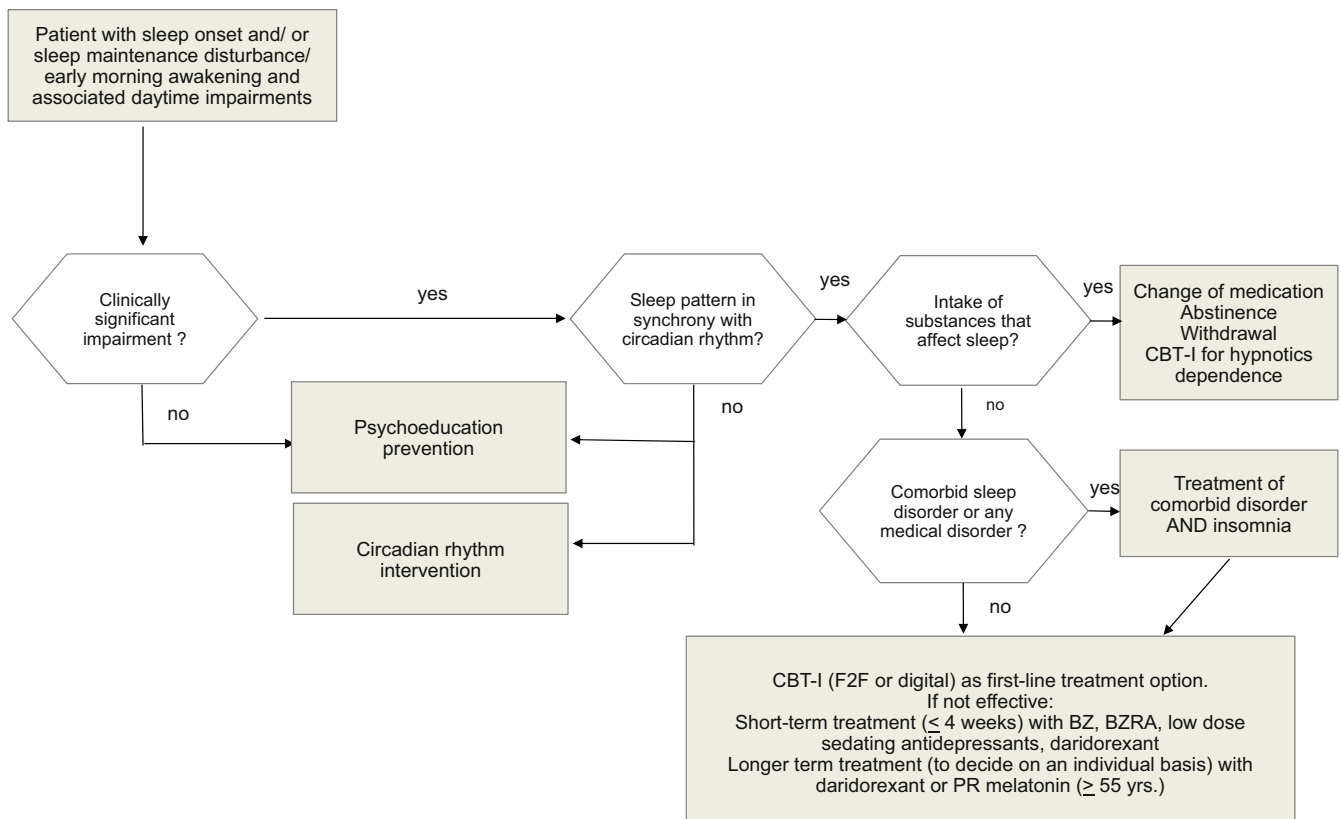 Patient with sleep onset and/ or
sleep maintenance disturbance/
early morning awakening and
associated daytime impairments
Clinically
significant
impairment ?
yes
Sleep pattern in
synchrony with
circadian rhythm?
yes
Intake of
substances that
affect sleep?
yes
Change of medication
Abstinence
Withdrawal
CBT-I for hypnotics
dependence
no
Psychoeducation
prevention
no
Circadian rhythm
intervention
no
Comorbid sleep
disorder or any
medical disorder ?
yes
Treatment of
comorbid disorder
AND insomnia
no
CBT-I (F2F or digital) as first-line treatment option.
If not effective:
Short-term treatment (≤ 4 weeks) with BZ, BZRA, low dose
sedating antidepressants, daridorexant
Longer term treatment (to decide on an individual basis) with
daridorexant or PR melatonin (≥ 55 yrs.)